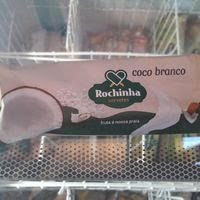 coco branco
Rochinha
sorvetes
fruta é nossa praia